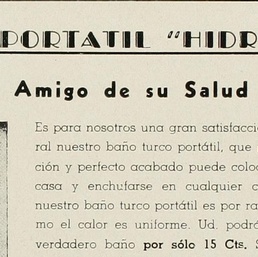 PORTATIL "HIDR
Amigo de su Salud
Es para nosotros una gran satisfacci
ral nuestro baño turco portátil, que
ción y perfecto acabado puede coloc
casa y enchufarse en cualquier c
nuestro baño turco portátil es por ra
mo el calor es uniforme. Ud. podrá
verdadero baño por sólo 15 Cts. S